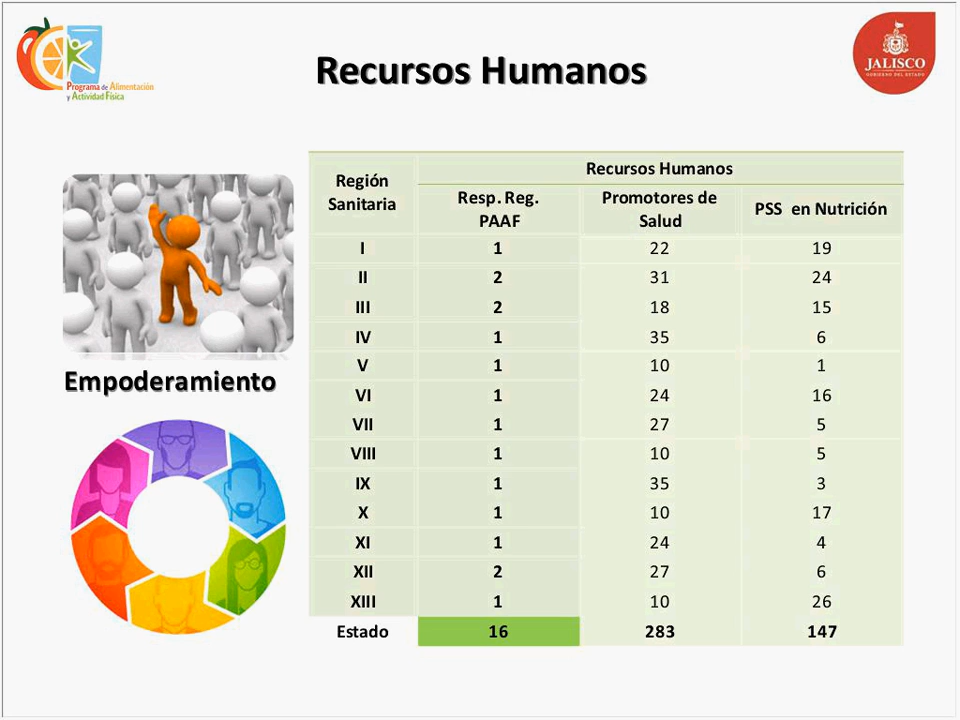 Programa de Alimentación
y Actividad Física
Recursos Humanos
JALISCO
GOBIERNO DEL ESTADO
Empoderamiento
Región Sanitaria
Recursos Humanos
Resp. Reg. PAAF
Promotores de Salud
PSS en Nutrición
I 1 22 19
II 2 31 24
III 2 18 15
IV 1 35 6
V 1 10 1
VI 1 24 16
VII 1 27 5
VIII 1 10 5
IX 1 35 3
X 1 10 17
XI 1 24 4
XII 2 27 6
XIII 1 10 26
Estado 16 283 147